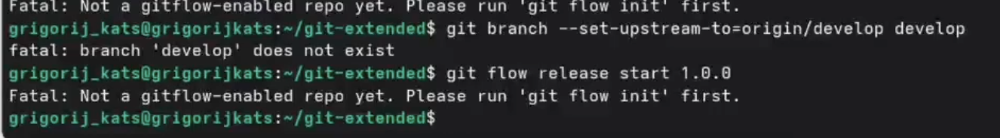 Fatal: Not a gitflow-enabled repo yet. Please run 'git flow init' first.
grigorij_kats@grigorijkats:~/git-extended$ git branch --set-upstream-to=origin/develop develop
fatal: branch 'develop' does not exist
grigorij_kats@grigorijkats:~/git-extended$ git flow release start 1.0.0
Fatal: Not a gitflow-enabled repo yet. Please run 'git flow init' first.
grigorij_kats@grigorijkats:~/git-extended$